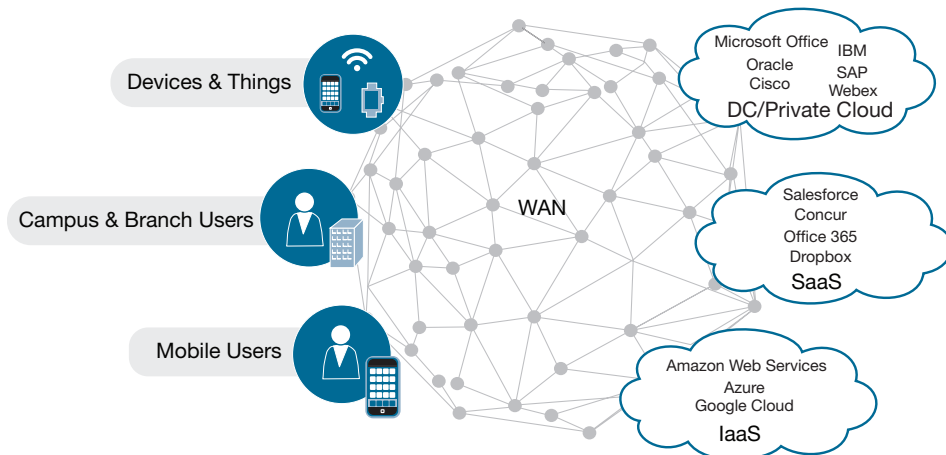 Devices & Things
Campus & Branch Users
Mobile Users
WAN
Microsoft Office IBM
Oracle SAP
Cisco Webex
DC/Private Cloud
Salesforce
Concur
Office 365
Dropbox
SaaS
Amazon Web Services
Azure
Google Cloud
IaaS